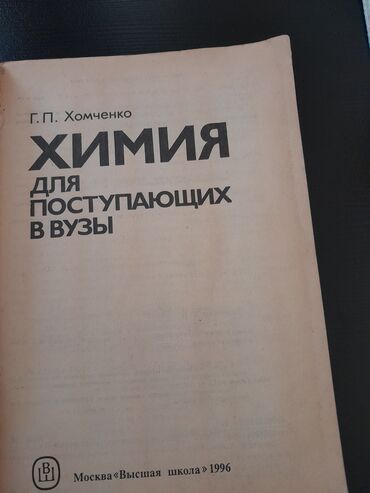 Г. П. Хомченко
ХИМИЯ
ДЛЯ
ПОСТУПАЮЩИХ
В ВУЗЫ
Москва «Высшая школа» 1996